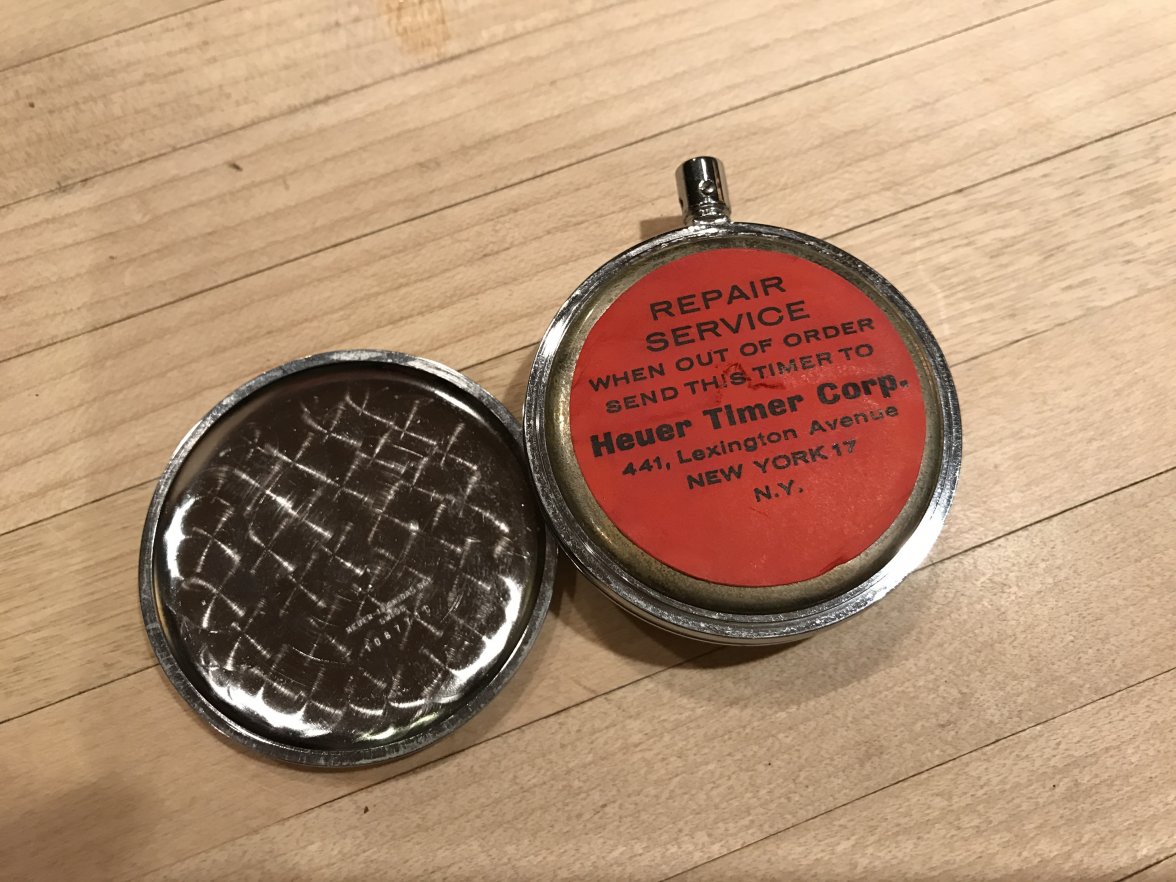 REPAIR
SERVICE
WHEN OUT OF ORDER
SEND THIS TIMER TO
Heuer Timer Corp.
441, Lexington Avenue
NEW YORK 17
N.Y.